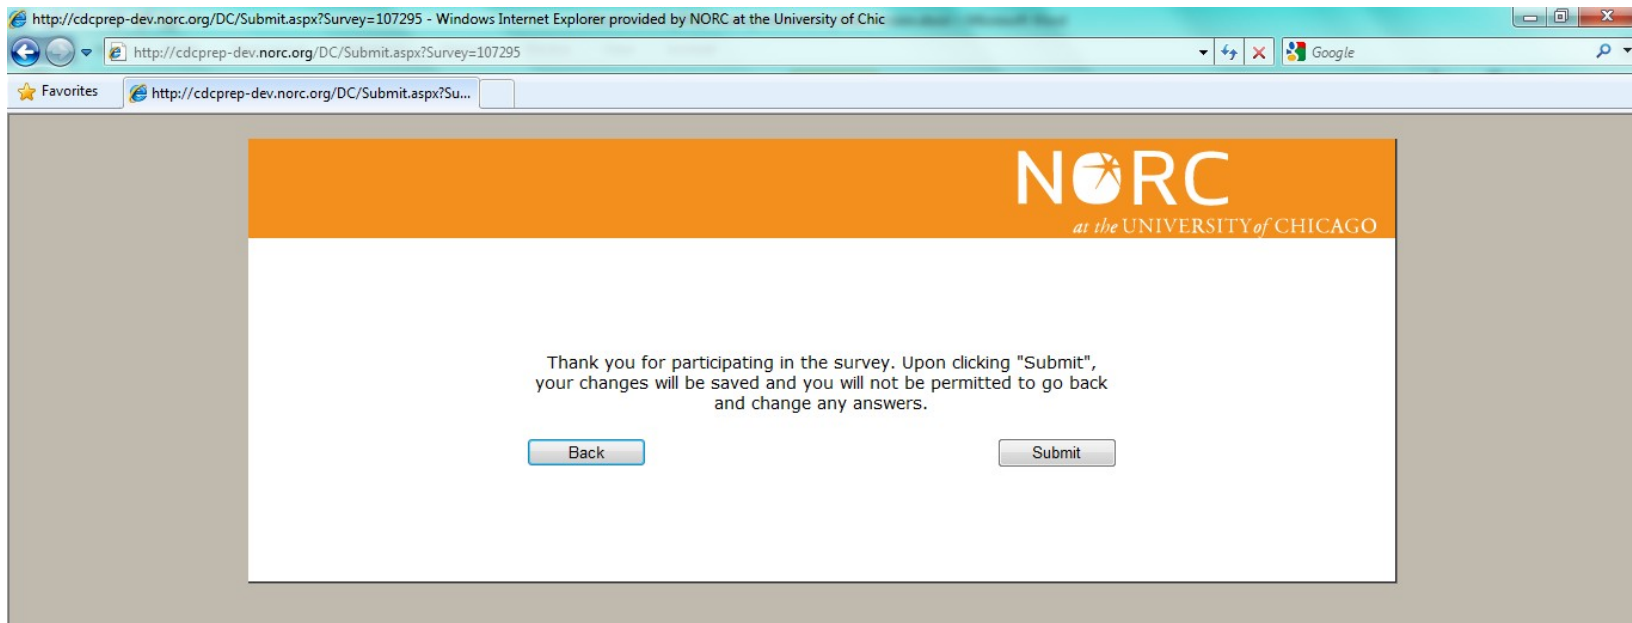 http://cdcprep-dev.norc.org/DC/Submit.aspx?Survey=107295 - Windows Internet Explorer provided by NORC at the University of Chic
http://cdcprep-dev.norc.org/DC/Submit.aspx?Survey=107295
Google
Favorites
http://cdcprep-dev.norc.org/DC/Submit.aspx?Su...
NORC
at the UNIVERSITY of CHICAGO
Thank you for participating in the survey. Upon clicking "Submit",
your changes will be saved and you will not be permitted to go back
and change any answers.
Back
Submit